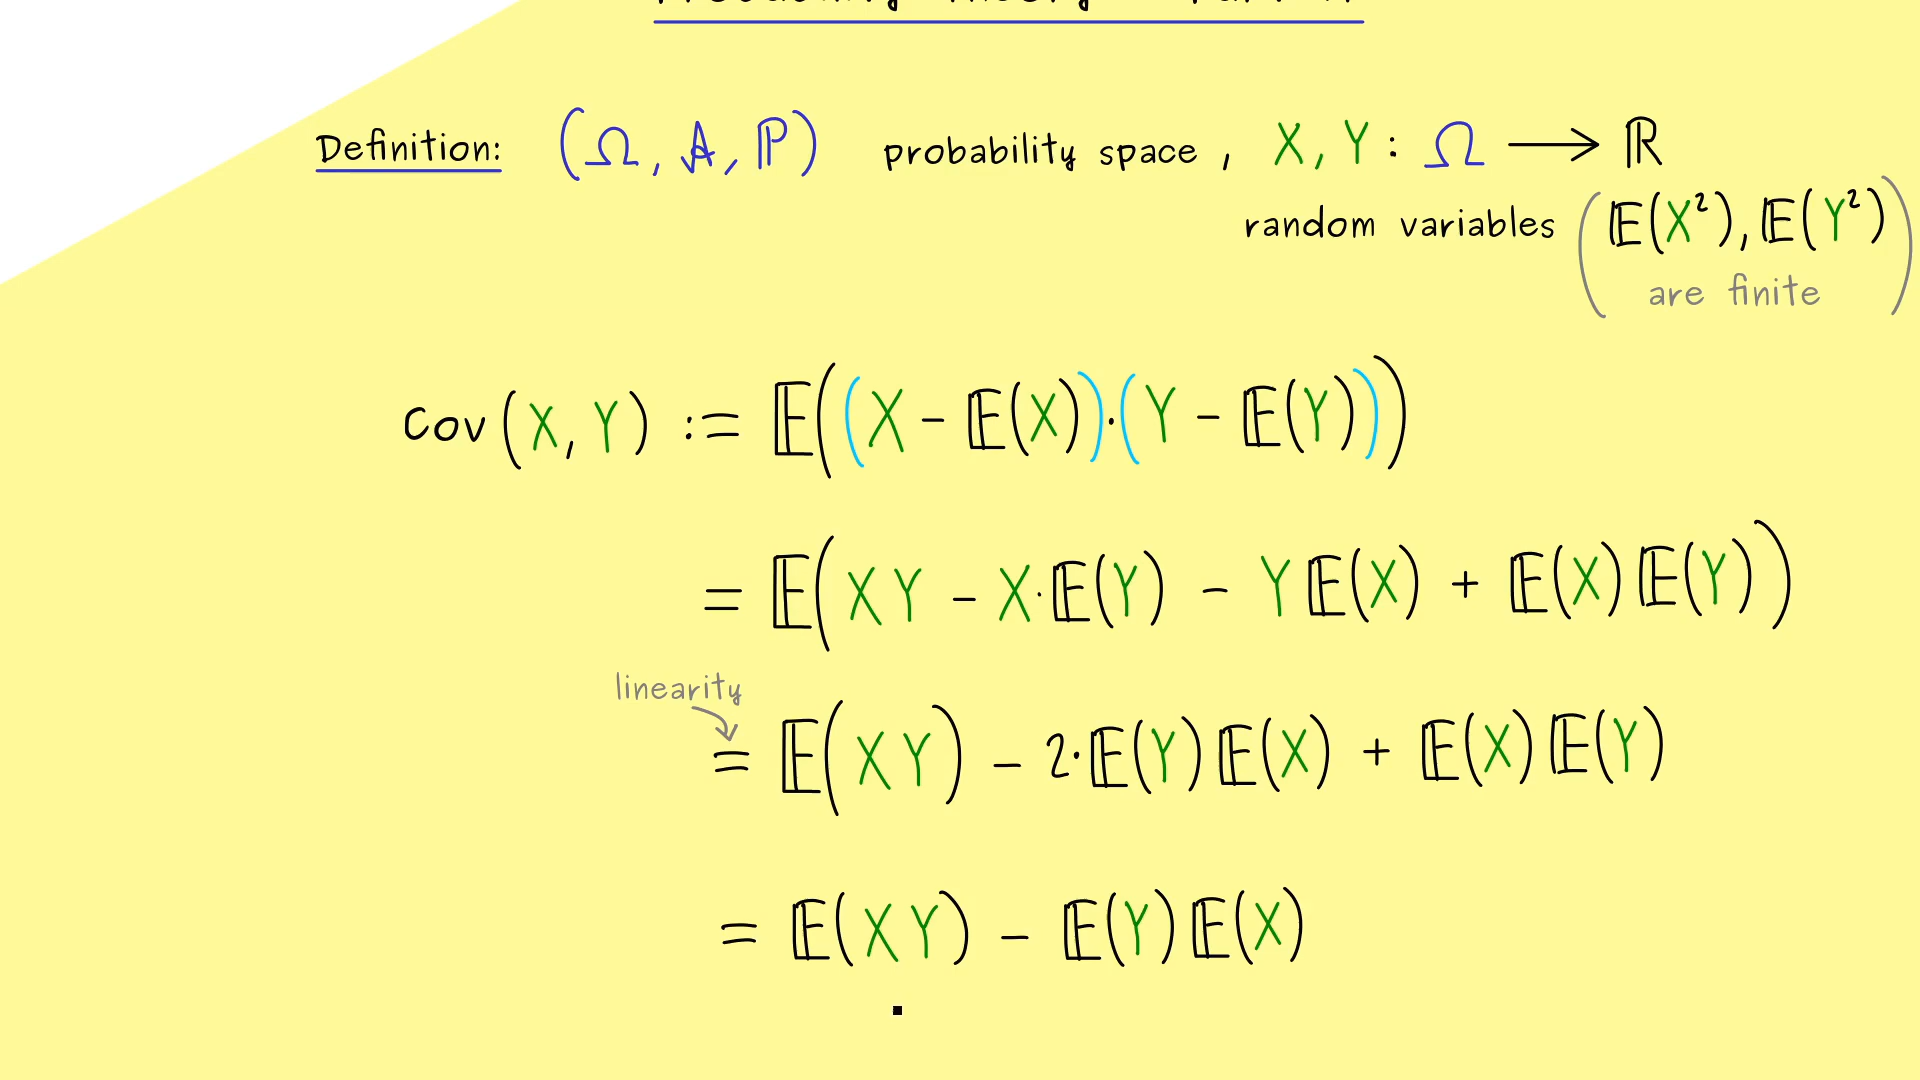 Definition: (Ω, A, ℙ) probability space, X, Y: Ω ⟶ ℝ
random variables (𝔼(X²), 𝔼(Y²)
are finite)
Cov(X, Y) := 𝔼((X − 𝔼(X))·(Y − 𝔼(Y)))
= 𝔼(XY − X·𝔼(Y) − Y𝔼(X) + 𝔼(X)𝔼(Y))
linearity
= 𝔼(XY) − 2·𝔼(Y)𝔼(X) + 𝔼(X)𝔼(Y)
= 𝔼(XY) − 𝔼(Y)𝔼(X)